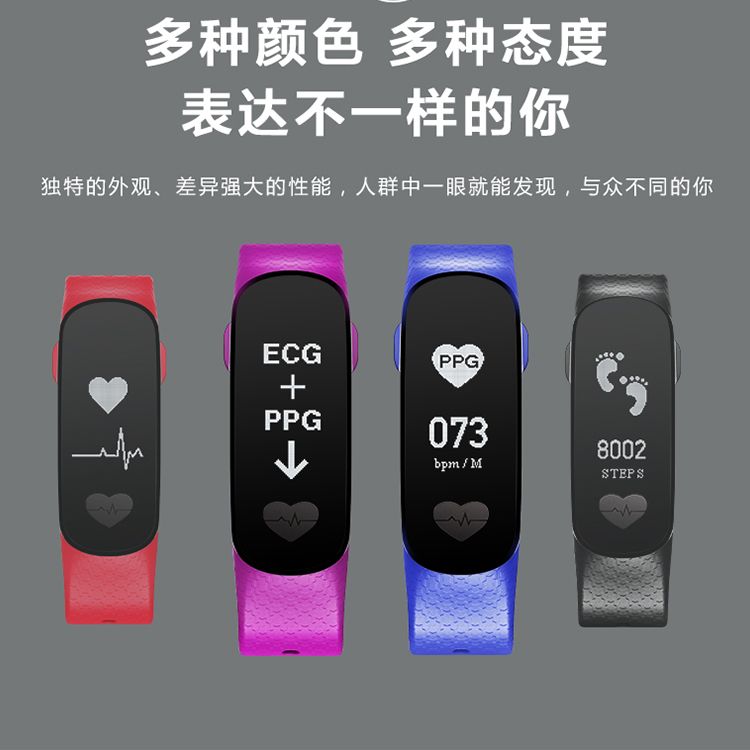 多种颜色 多种态度
表达不一样的你
独特的外观、差异强大的性能，人群中一眼就能发现，与众不同的你
ECG
+
PPG
PPG
073
bpm / M
8002
STEPS